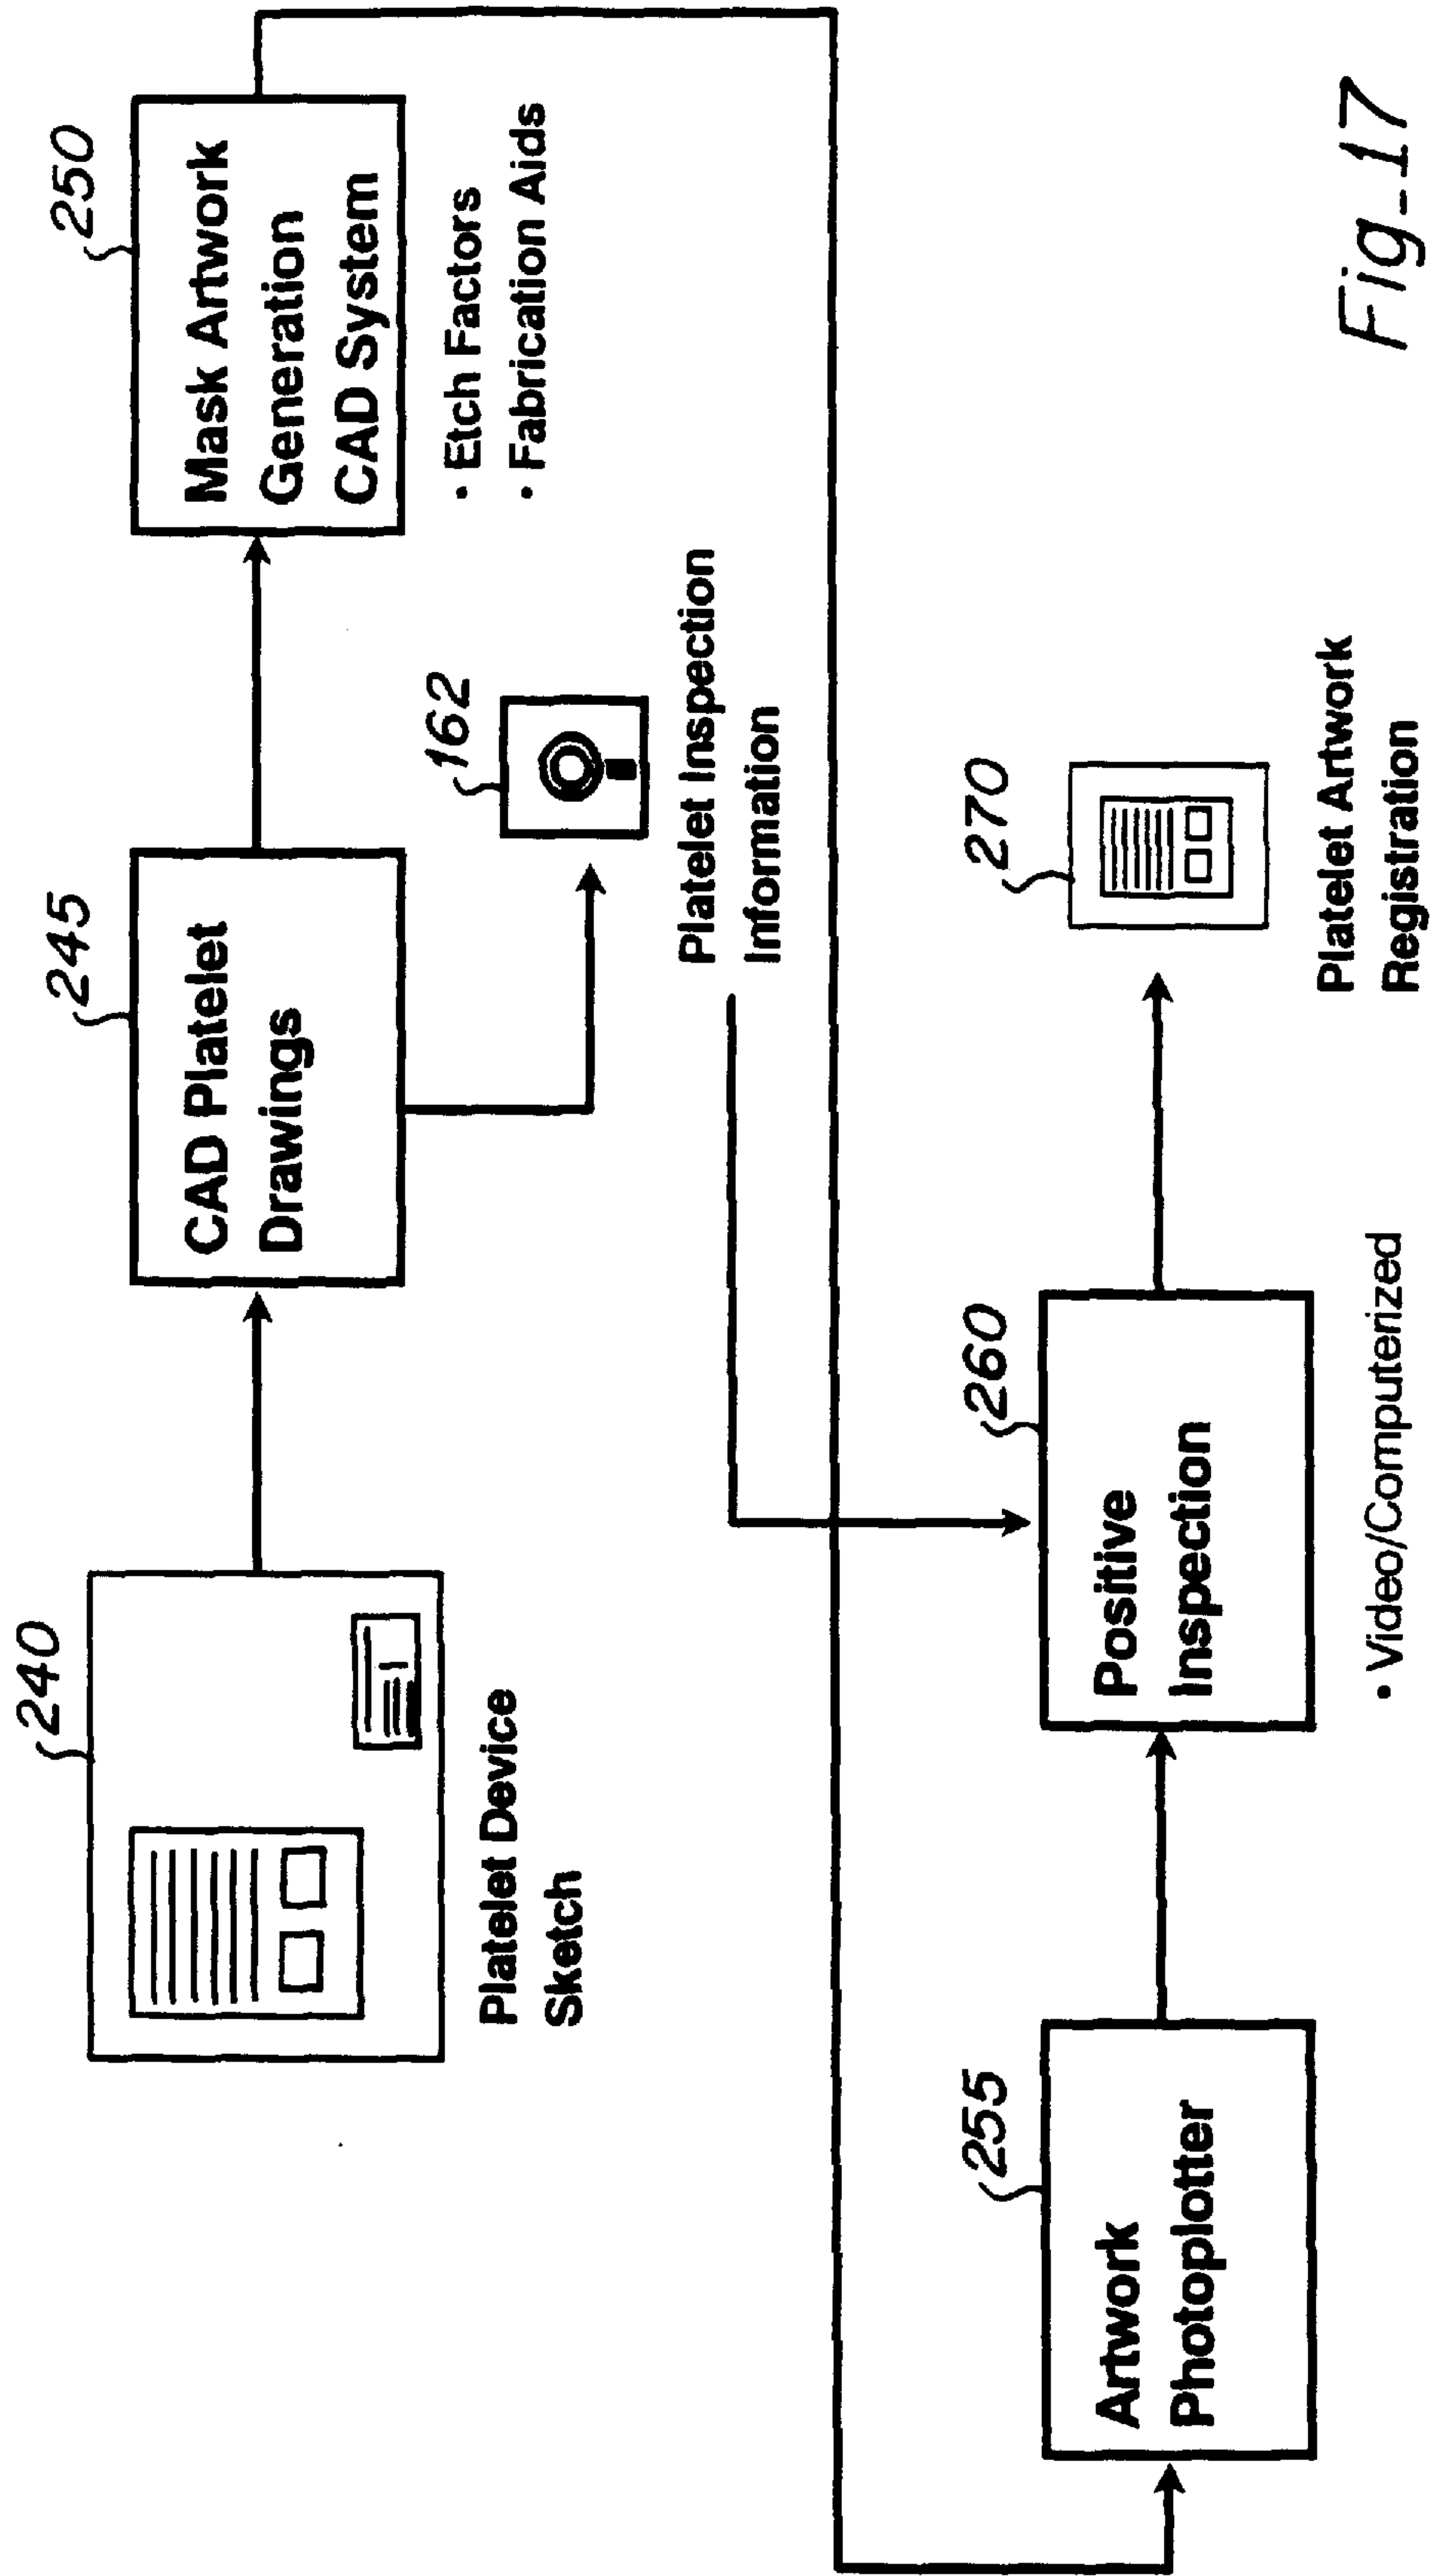 240
Platelet Device
Sketch
245
CAD Platelet
Drawings
162
Platelet Inspection
Information
250
Mask Artwork
Generation
CAD System
• Etch Factors
• Fabrication Aids
255
Artwork
Photoplotter
260
Positive
Inspection
• Video/Computerized
270
Platelet Artwork
Registration
Fig_17